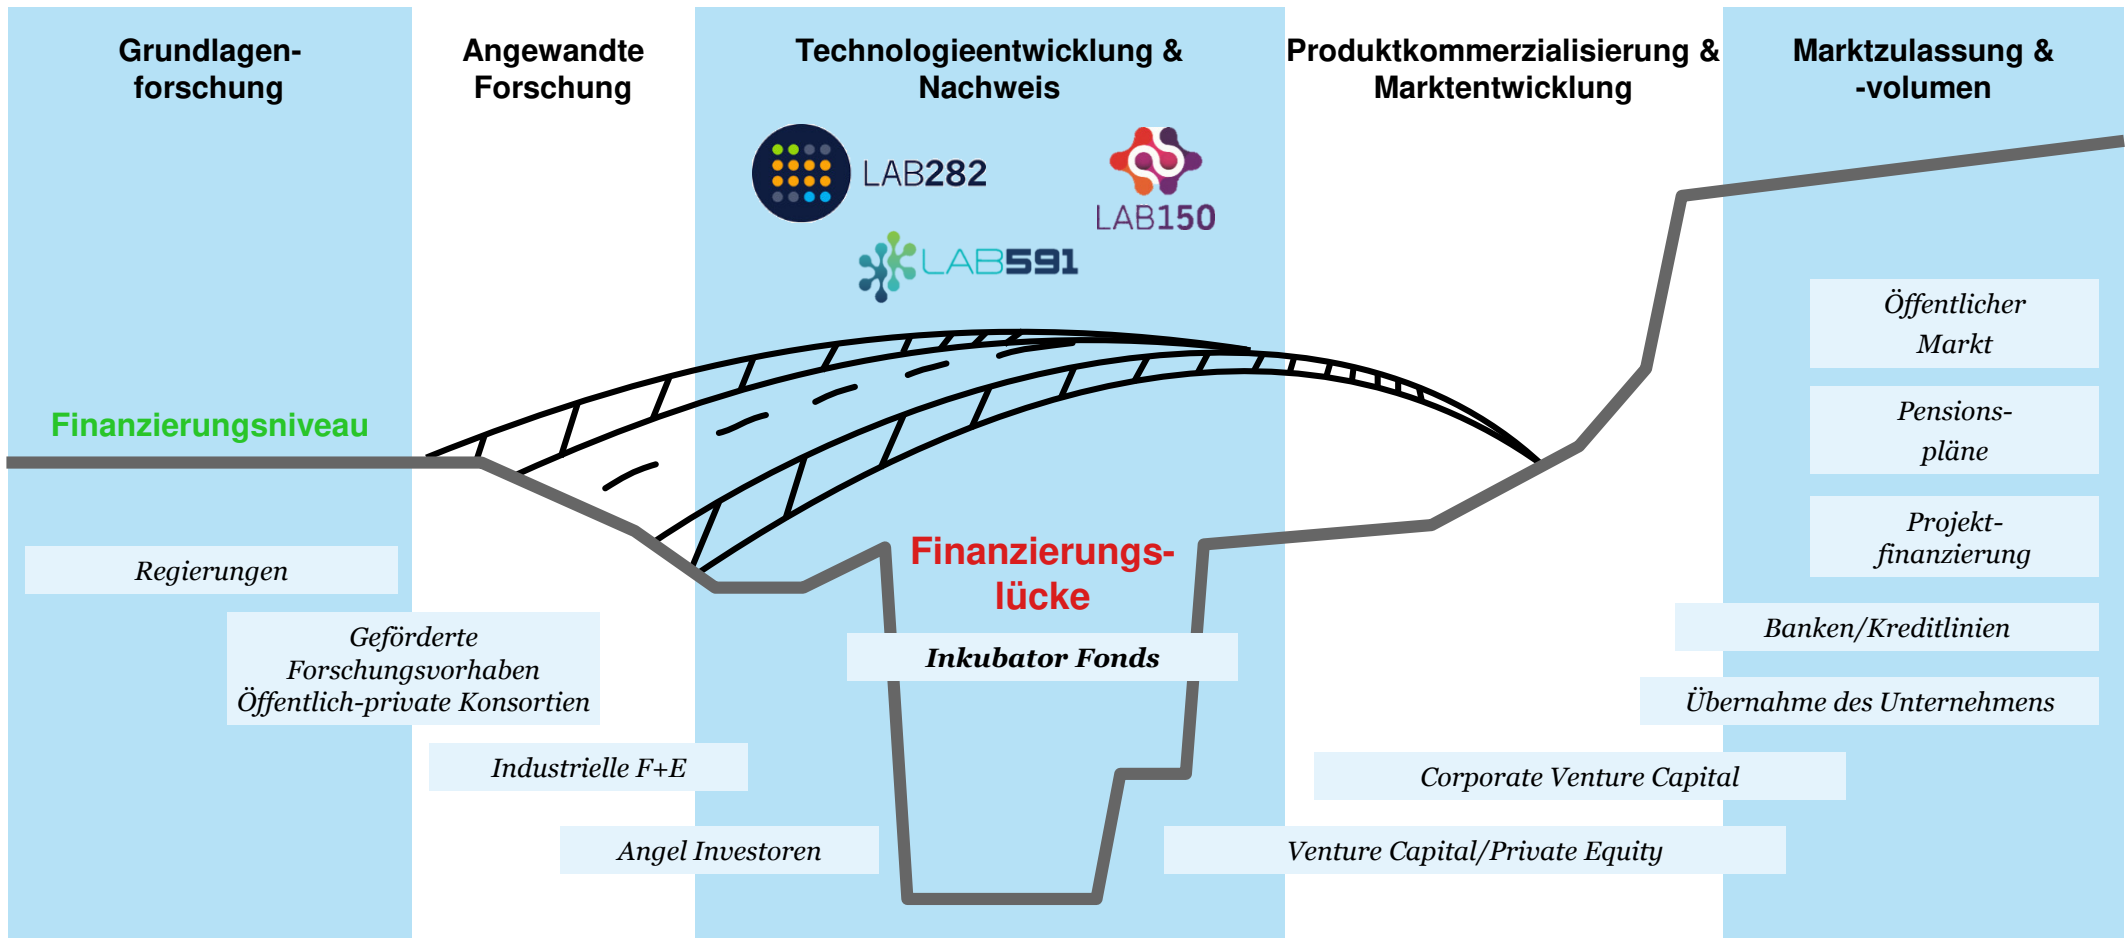 Grundlagen-
forschung
Angewandte
Forschung
Technologieentwicklung &
Nachweis
Produktkommerzialisierung &
Marktentwicklung
Marktzulassung &
-volumen
LAB282
LAB150
LAB591
Finanzierungsniveau
Finanzierungs-
lücke
Inkubator Fonds
Regierungen
Geförderte
Forschungsvorhaben
Öffentlich-private Konsortien
Industrielle F+E
Angel Investoren
Öffentlicher
Markt
Pensions-
pläne
Projekt-
finanzierung
Banken/Kreditlinien
Übernahme des Unternehmens
Corporate Venture Capital
Venture Capital/Private Equity